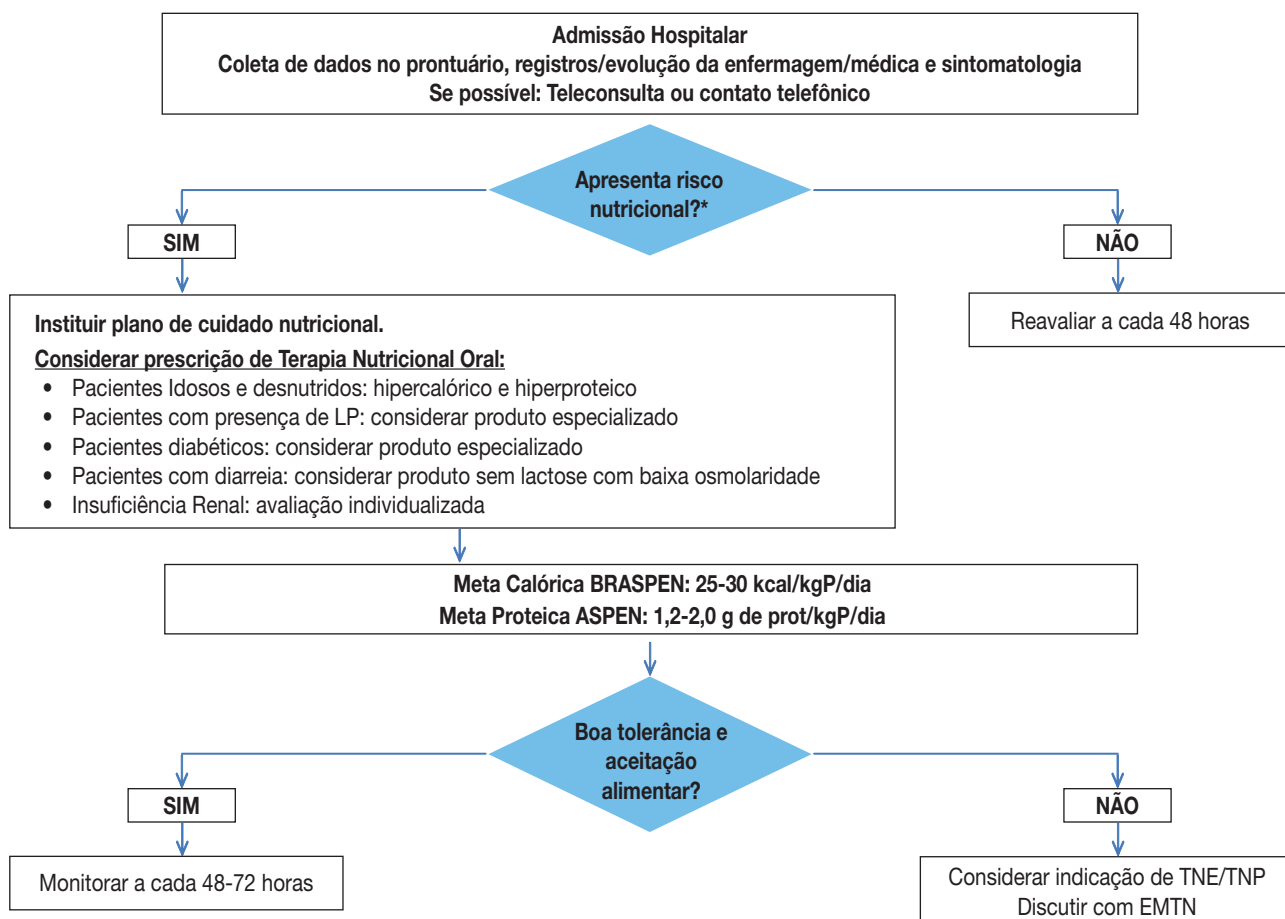 Admissão Hospitalar
Coleta de dados no prontuário, registros/evolução da enfermagem/médica e sintomatologia
Se possível: Teleconsulta ou contato telefônico
Apresenta risco
nutricional?*
SIM
NÃO
Instituir plano de cuidado nutricional.
Considerar prescrição de Terapia Nutricional Oral:
• Pacientes Idosos e desnutridos: hipercalórico e hiperproteico
• Pacientes com presença de LP: considerar produto especializado
• Pacientes diabéticos: considerar produto especializado
• Pacientes com diarreia: considerar produto sem lactose com baixa osmolaridade
• Insuficiência Renal: avaliação individualizada
Reavaliar a cada 48 horas
Meta Calórica BRASPEN: 25-30 kcal/kgP/dia
Meta Proteica ASPEN: 1,2-2,0 g de prot/kgP/dia
Boa tolerância e
aceitação
alimentar?
SIM
NÃO
Monitorar a cada 48-72 horas
Considerar indicação de TNE/TNP
Discutir com EMTN